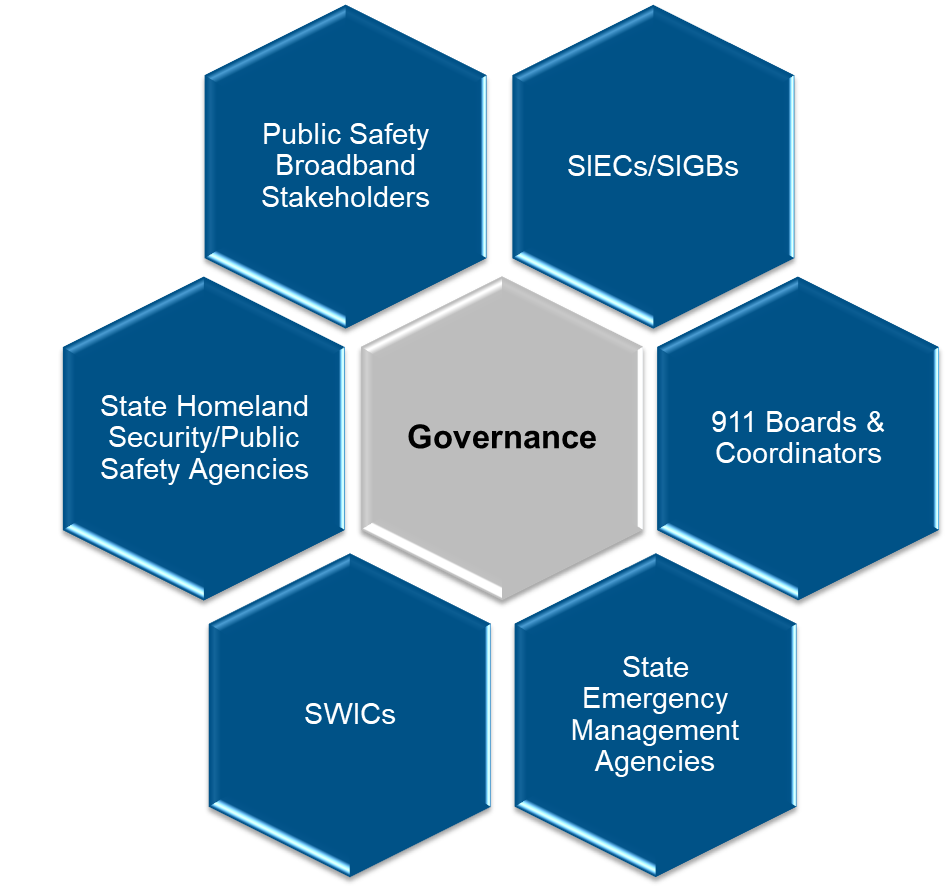 Public Safety
Broadband
Stakeholders
SIECs/SIGBs
State Homeland
Security/Public
Safety Agencies
Governance
911 Boards &
Coordinators
SWICs
State
Emergency
Management
Agencies